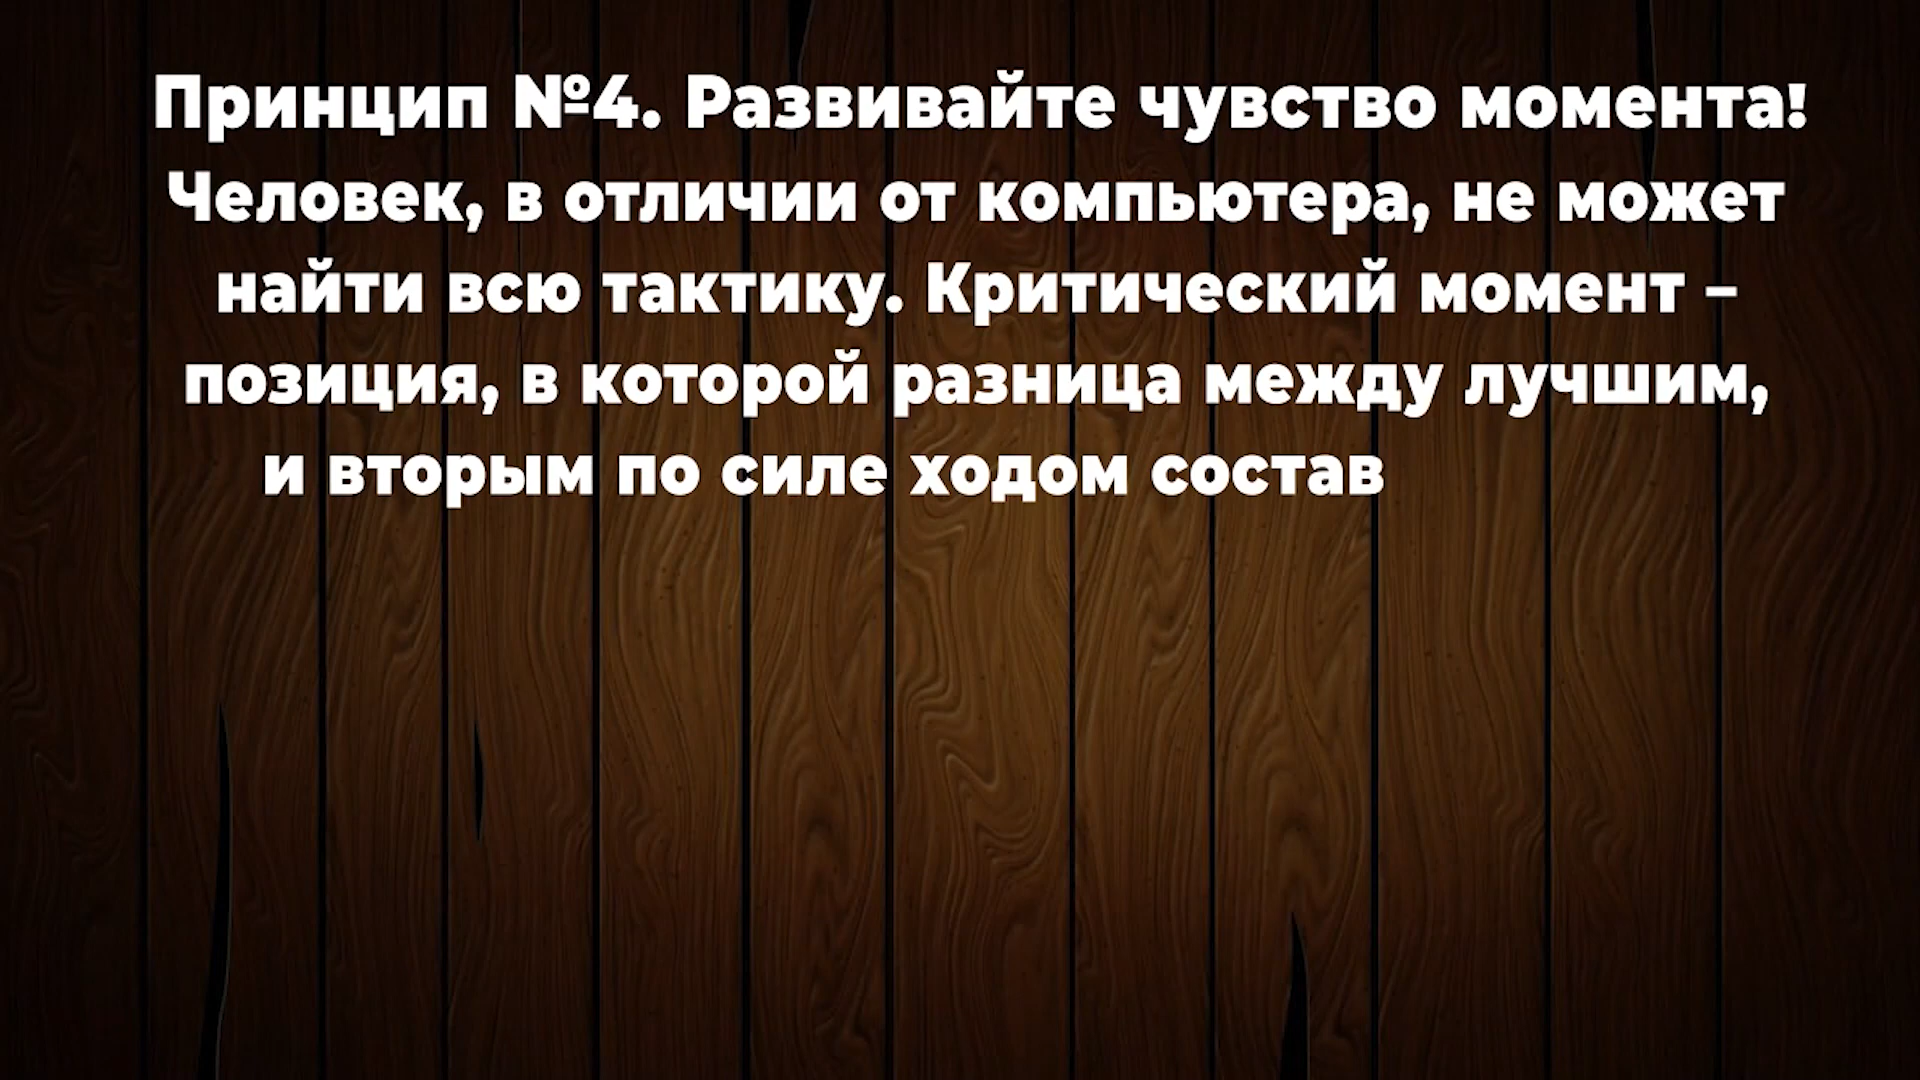 Принцип №4. Развивайте чувство момента!
Человек, в отличии от компьютера, не может
найти всю тактику. Критический момент –
позиция, в которой разница между лучшим,
и вторым по силе ходом состав